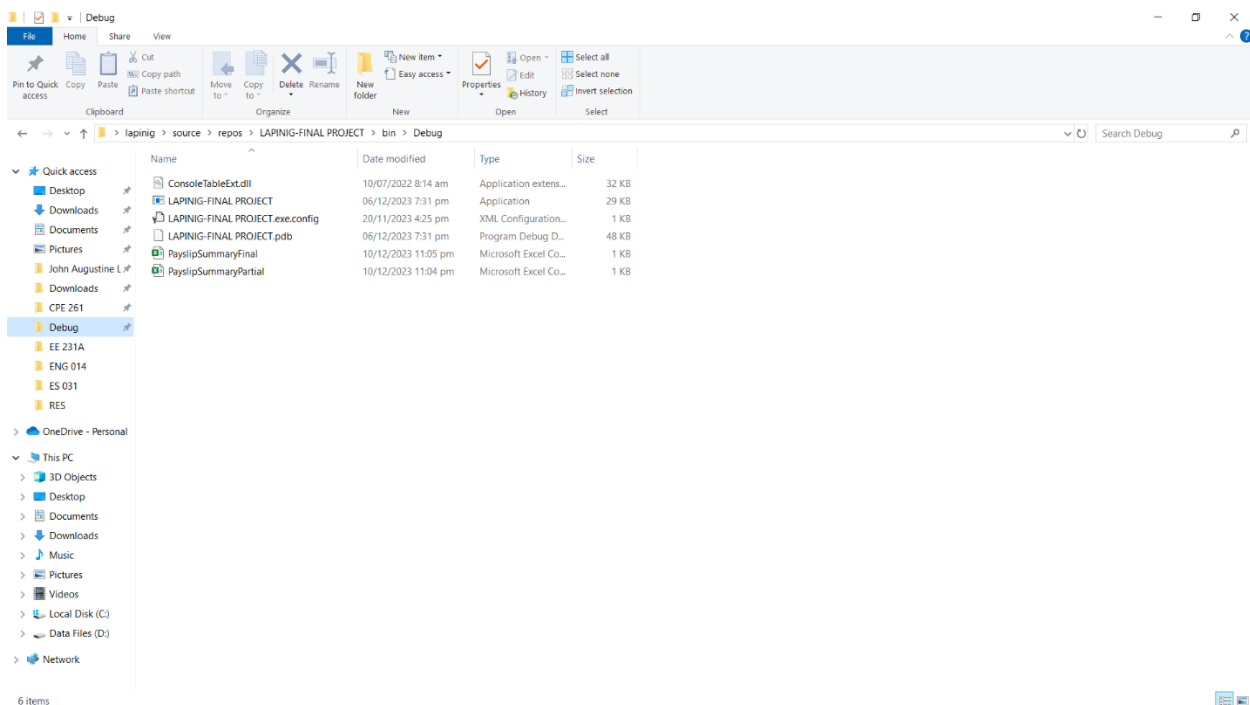 Debug
File Home Share View
Pin to Quick access
Copy
Paste
Cut
Copy path
Paste shortcut
Clipboard
Move to
Copy to
Delete
Rename
Organize
New folder
New item
Easy access
New
Properties
Open
Edit
History
Open
Select all
Select none
Invert selection
Select
> lapinig > source > repos > LAPINIG-FINAL PROJECT > bin > Debug
Search Debug
Quick access
Desktop
Downloads
Documents
Pictures
John Augustine L
Downloads
CPE 261
Debug
EE 231A
ENG 014
ES 031
RES
OneDrive - Personal
This PC
3D Objects
Desktop
Documents
Downloads
Music
Pictures
Videos
Local Disk (C:)
Data Files (D:)
Network
Name Date modified Type Size
ConsoleTableExt.dll 10/07/2022 8:14 am Application extens... 32 KB
LAPINIG-FINAL PROJECT 06/12/2023 7:31 pm Application 29 KB
LAPINIG-FINAL PROJECT.exe.config 20/11/2023 4:25 pm XML Configuration... 1 KB
LAPINIG-FINAL PROJECT.pdb 06/12/2023 7:31 pm Program Debug D... 48 KB
PayslipSummaryFinal 10/12/2023 11:05 pm Microsoft Excel Co... 1 KB
PayslipSummaryPartial 10/12/2023 11:04 pm Microsoft Excel Co... 1 KB
6 items